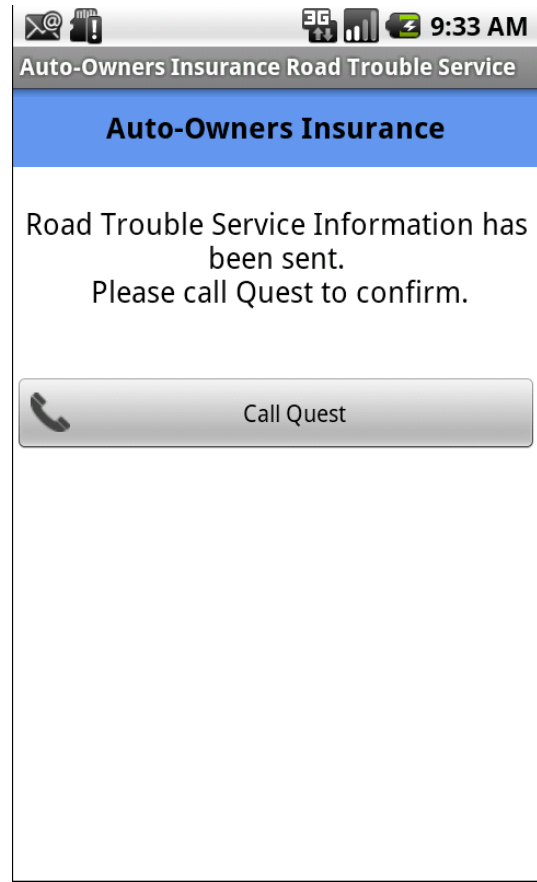 3G 9:33 AM
Auto-Owners Insurance Road Trouble Service
Auto-Owners Insurance
Road Trouble Service Information has
been sent.
Please call Quest to confirm.
Call Quest